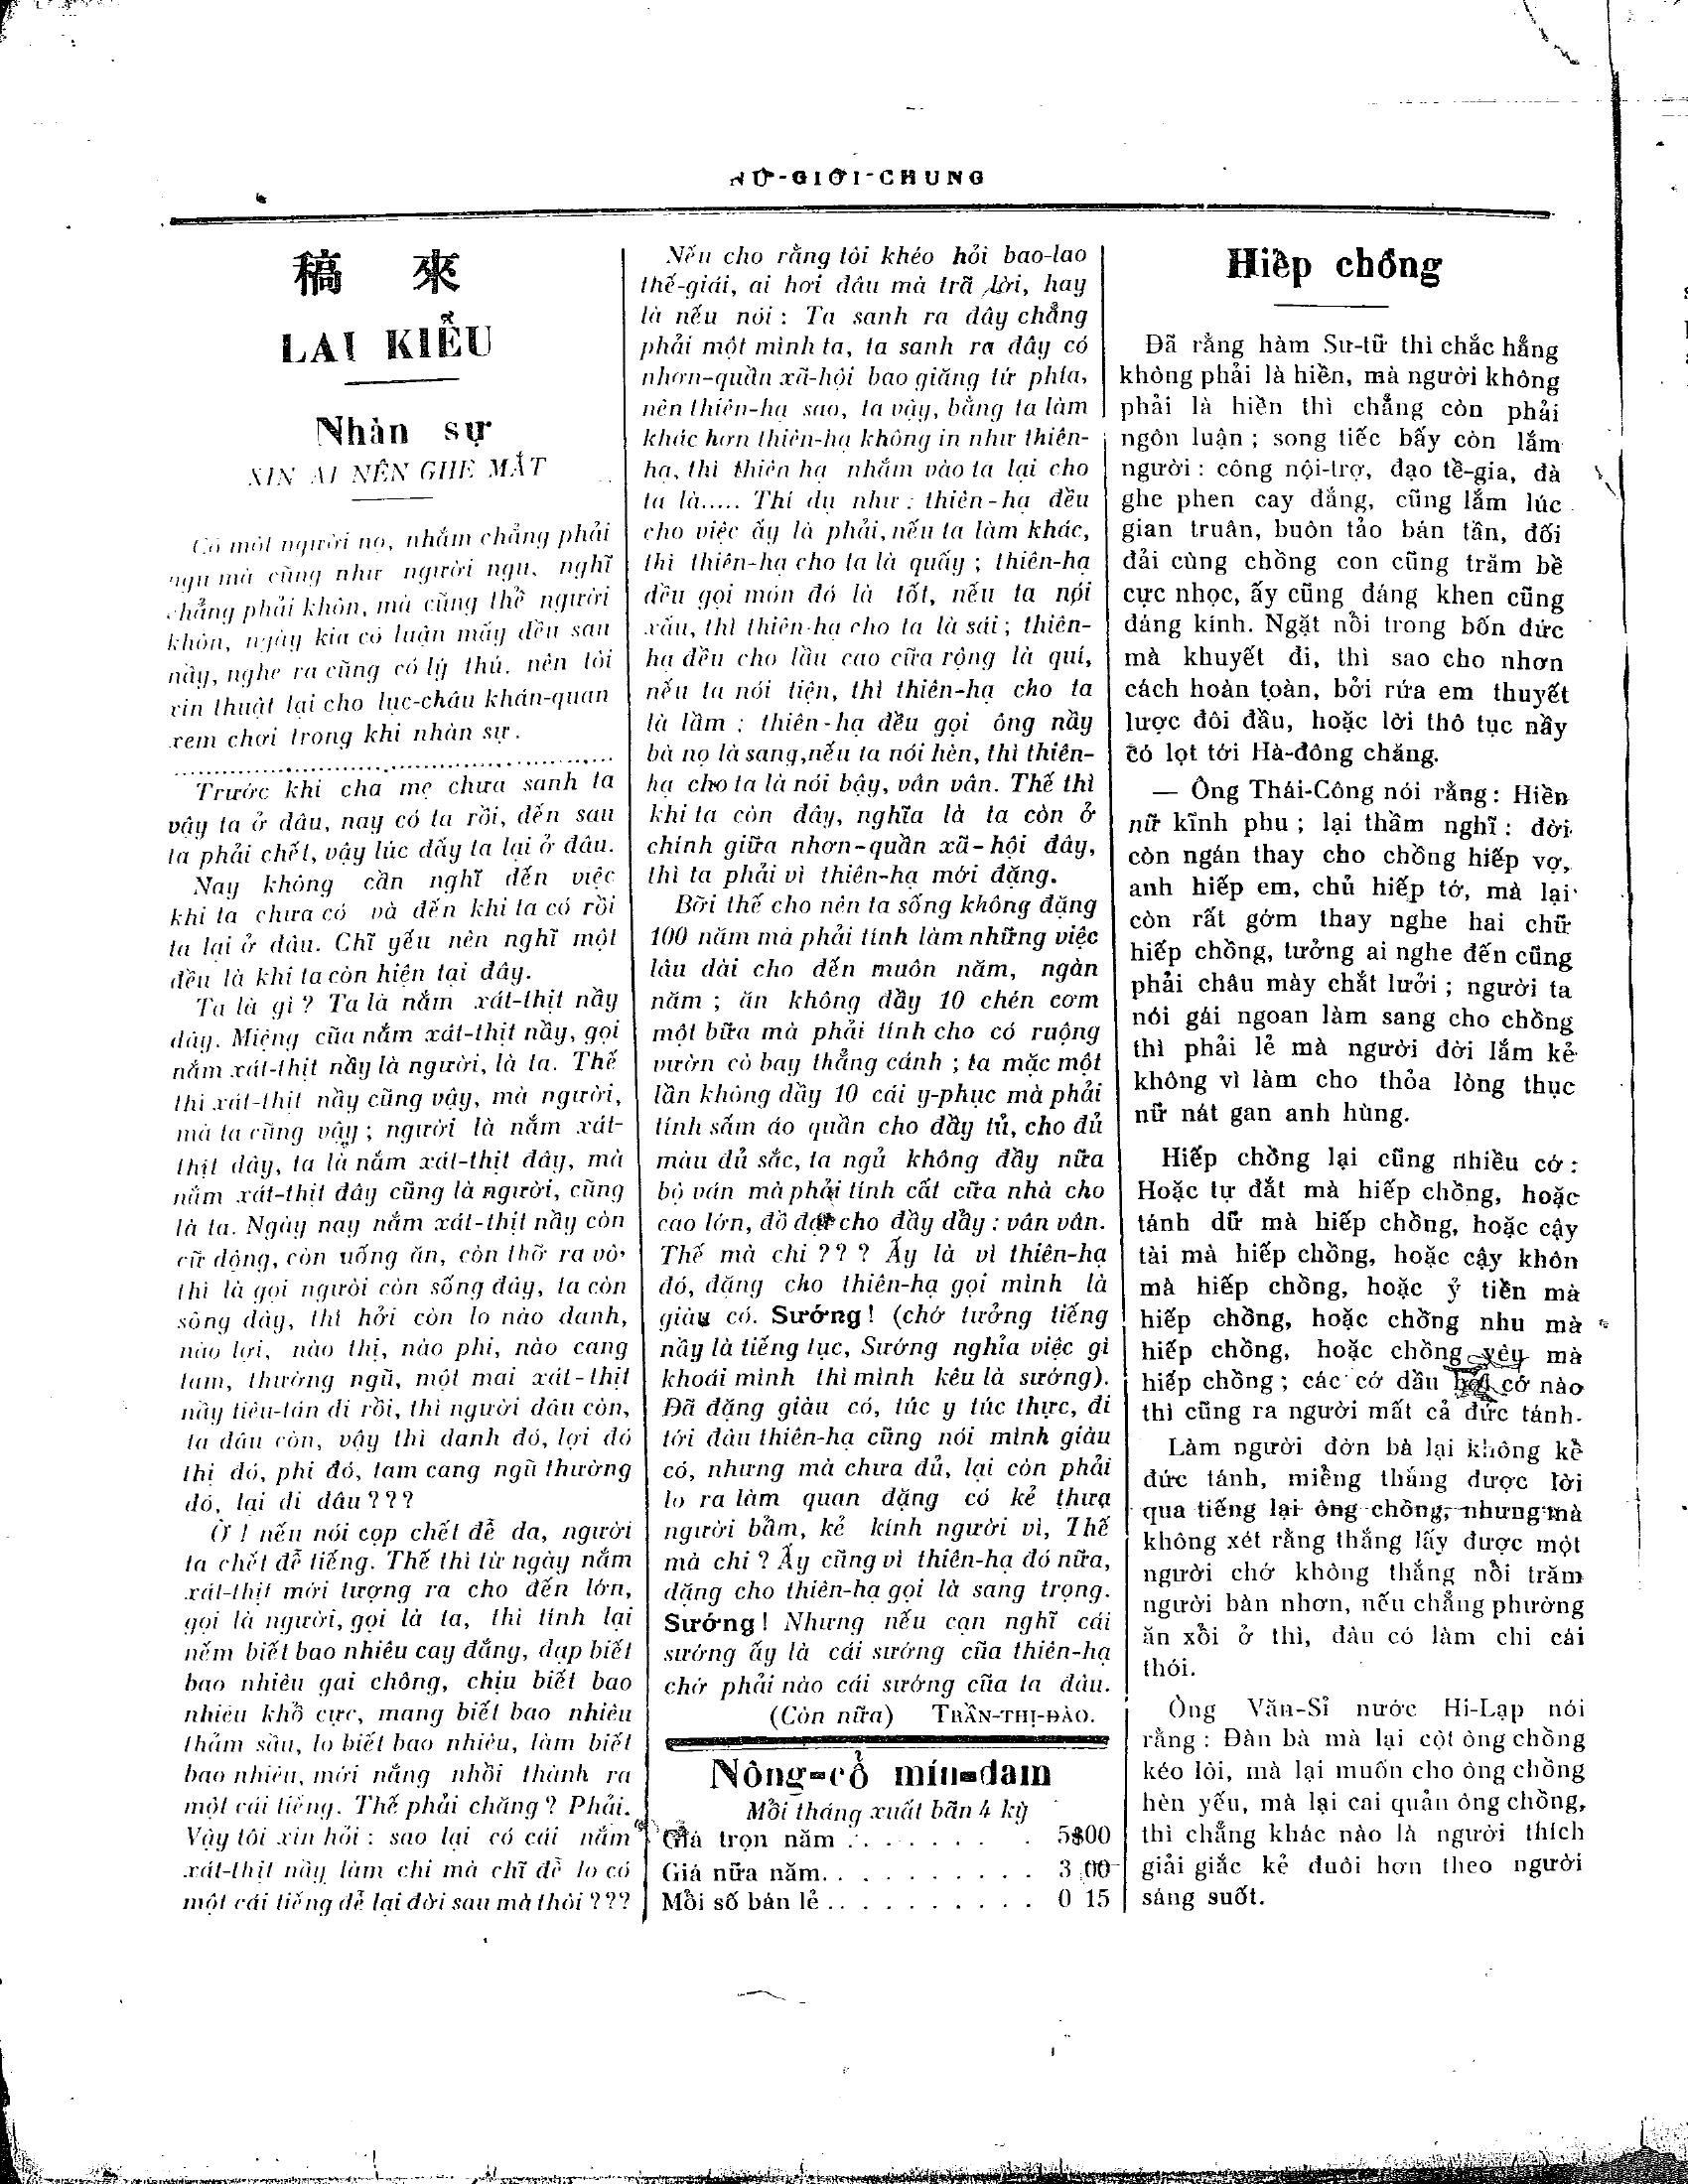 NỮ-GIỚI-CHUNG
稿 來
LAI KIỂU
Nhàn sự
XIN AI NÊN GHÉ MẮT
Có một người nọ, nhắm chẳng phải
ngu mà cũng như người ngu, nghĩ
chẳng phải khôn, mà cũng thể người
khôn, ngày kia có luận mấy đều sau
nầy, nghe ra cũng có lý thú. nên tôi
xin thuật lại cho lục-châu khán-quan
xem chơi trong khi nhàn sự.
Trước khi cha mẹ chưa sanh ta
vậy ta ở đâu, nay có ta rồi, đến sau
ta phải chết, vậy lúc đấy ta lại ở đâu.
Nay không cần nghĩ đến việc
khi ta chưa có và đến khi ta có rồi
ta lại ở đâu. Chĩ yếu nên nghĩ một
đều là khi ta còn hiện tại đây.
Ta là gì ? Ta là nắm xát-thịt nầy
đây. Miệng cũa nắm xát-thịt nầy, gọi
nắm xát-thịt nầy là người, là ta. Thế
thì xát-thịt nầy cũng vậy, mà người,
mà ta cũng vậy ; người là nắm xát-
thịt đây, ta là nắm xát-thịt đây, mà
nắm xát-thịt đây cũng là người, cũng
là ta. Ngày nay nắm xát-thịt nầy còn
cữ động, còn uống ăn, còn thỡ ra vô,
thì là gọi người còn sống đây, ta còn
sống đây, thì hởi còn lo nào danh,
nào lợi, nào thị, nào phi, nào cang
tam, thường ngũ, một mai xát-thịt
nầy tiêu-tán đi rồi, thì người đâu còn,
ta đâu còn, vậy thì danh đó, lợi đó
thị đó, phi đó, tam cang ngũ thường
đó, lại đi đâu ???
Ờ ! nếu nói cọp chết để da, người
ta chết để tiếng. Thế thì từ ngày nắm
xát-thịt mới tượng ra cho đến lớn,
gọi là người, gọi là ta, thì tính lại
nếm biết bao nhiêu cay đắng, đạp biết
bao nhiêu gai chông, chịu biết bao
nhiêu khổ cực, mang biết bao nhiêu
thảm sầu, lo biết bao nhiêu, làm biết
bao nhiêu, mới nắng nhồi thành ra
một cái tiếng. Thế phải chăng ? Phải.
Vậy tôi xin hỏi : sao lại có cái nắm
xát-thịt nầy làm chi mà chĩ để lo có
một cái tiếng để lại đời sau mà thôi ???
Nếu cho rằng tôi khéo hỏi bao-lao
thế-giái, ai hơi đâu mà trã lời, hay
là nếu nói : Ta sanh ra đây chẳng
phải một mình ta, ta sanh ra đây có
nhơn-quần xã-hội bao giăng tứ phía,
nên thiên-hạ sao, ta vậy, bằng ta làm
khác hơn thiên-hạ không in như thiên-
hạ, thì thiên hạ nhắm vào ta lại cho
ta là..... Thí dụ như : thiên-hạ đều
cho việc ấy là phải, nếu ta làm khác,
thì thiên-hạ cho ta là quấy ; thiên-hạ
đều gọi món đó là tốt, nếu ta nói
xấu, thì thiên-hạ cho ta là sái ; thiên-
hạ đều cho lầu cao cữa rộng là quí,
nếu ta nói tiện, thì thiên-hạ cho ta
là lầm ; thiên-hạ đều gọi ông nầy
bà nọ là sang, nếu ta nói hèn, thì thiên-
hạ cho ta là nói bậy, vân vân. Thế thì
khi ta còn đây, nghĩa là ta còn ở
chính giữa nhơn-quần xã-hội đây,
thì ta phải vì thiên-hạ mới đặng.
Bỡi thế cho nên ta sống không đặng
100 năm mà phải tính làm những việc
lâu dài cho đến muôn năm, ngàn
năm ; ăn không đầy 10 chén cơm
một bữa mà phải tính cho có ruộng
vườn cò bay thẳng cánh ; ta mặc một
lần không đầy 10 cái y-phục mà phải
tính sắm áo quần cho đầy tủ, cho đủ
màu đủ sắc, ta ngủ không đầy nữa
bộ ván mà phải tính cất cữa nhà cho
cao lớn, đồ đạt cho đầy đẩy : vân vân.
Thế mà chi ? ? ? Ấy là vì thiên-hạ
đó, đặng cho thiên-hạ gọi mình là
giàu có. Sướng ! (chớ tưởng tiếng
nầy là tiếng tục, Sướng nghỉa việc gì
khoái mình thì mình kêu là sướng).
Đã đặng giàu có, túc y túc thực, đi
tới đâu thiên-hạ cũng nói mình giàu
có, nhưng mà chưa đủ, lại còn phải
lo ra làm quan đặng có kẻ thưa
người bẩm, kẻ kính người vì, Thế
mà chi ? Ấy cũng vì thiên-hạ đó nữa,
đặng cho thiên-hạ gọi là sang trọng.
Sướng ! Nhưng nếu cạn nghĩ cái
sướng ấy là cái sướng cũa thiên-hạ
chớ phải nào cái sướng cũa ta đâu.
(Còn nữa) TRẦN-THỊ-ĐÀO.
Nông-cổ mín-đàm
Mỗi tháng xuất bãn 4 kỳ
Giá trọn năm . . . . . . . 5$00
Giá nữa năm. . . . . . . . . . 3 00
Mỗi số bán lẻ . . . . . . . . . . 0 15
Hiếp chồng
Đã rằng hàm Sư-tữ thì chắc hẳng
không phải là hiền, mà người không
phải là hiền thì chẳng còn phải
ngôn luận ; song tiếc bấy còn lắm
người : công nội-trợ, đạo tề-gia, đà
ghe phen cay đắng, cũng lắm lúc
gian truân, buôn tảo bán tần, đối
đải cùng chồng con cũng trăm bề
cực nhọc, ấy cũng đáng khen cũng
đáng kính. Ngặt nỗi trong bốn đức
mà khuyết đi, thì sao cho nhơn
cách hoàn toàn, bởi rứa em thuyết
lược đôi đầu, hoặc lời thô tục nầy
có lọt tới Hà-đông chăng.
— Ông Thái-Công nói rằng : Hiền
nữ kĩnh phu ; lại thầm nghĩ : đời
còn ngán thay cho chồng hiếp vợ,
anh hiếp em, chủ hiếp tớ, mà lại
còn rất gớm thay nghe hai chữ
hiếp chồng, tưởng ai nghe đến cũng
phải châu mày chắt lưởi ; người ta
nói gái ngoan làm sang cho chồng
thì phải lẻ mà người đời lắm kẻ
không vì làm cho thỏa lòng thục
nữ nát gan anh hùng.
Hiếp chồng lại cũng nhiều cớ :
Hoặc tự đắt mà hiếp chồng, hoặc
tánh dữ mà hiếp chồng, hoặc cậy
tài mà hiếp chồng, hoặc cậy khôn
mà hiếp chồng, hoặc ỷ tiền mà
hiếp chồng, hoặc chồng nhu mà
hiếp chồng, hoặc chồng yêu mà
hiếp chồng ; các cớ dầu bởi cớ nào
thì cũng ra người mất cả đức tánh.
Làm người đờn bà lại không kể
đức tánh, miễng thắng được lời
qua tiếng lại ông chồng, nhưng mà
không xét rằng thắng lấy được một
người chớ không thắng nỗi trăm
người bàn nhơn, nếu chẳng phường
ăn xổi ở thì, đâu có làm chi cái
thói.
Òng Văn-Sỉ nước Hi-Lạp nói
rằng : Đàn bà mà lại cột ông chồng
kéo lôi, mà lại muốn cho ông chồng
hèn yếu, mà lại cai quản ông chồng,
thì chẳng khác nào là người thích
giải giắc kẻ đuôi hơn theo người
sáng suốt.